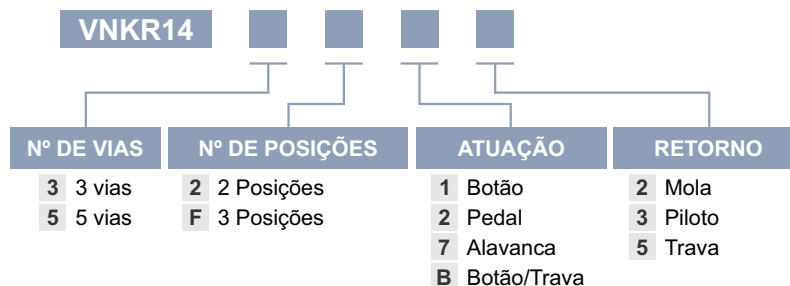 VNKR14
Nº DE VIAS
3 3 vias
5 5 vias
Nº DE POSIÇÕES
2 2 Posições
F 3 Posições
ATUAÇÃO
1 Botão
2 Pedal
7 Alavanca
B Botão/Trava
RETORNO
2 Mola
3 Piloto
5 Trava